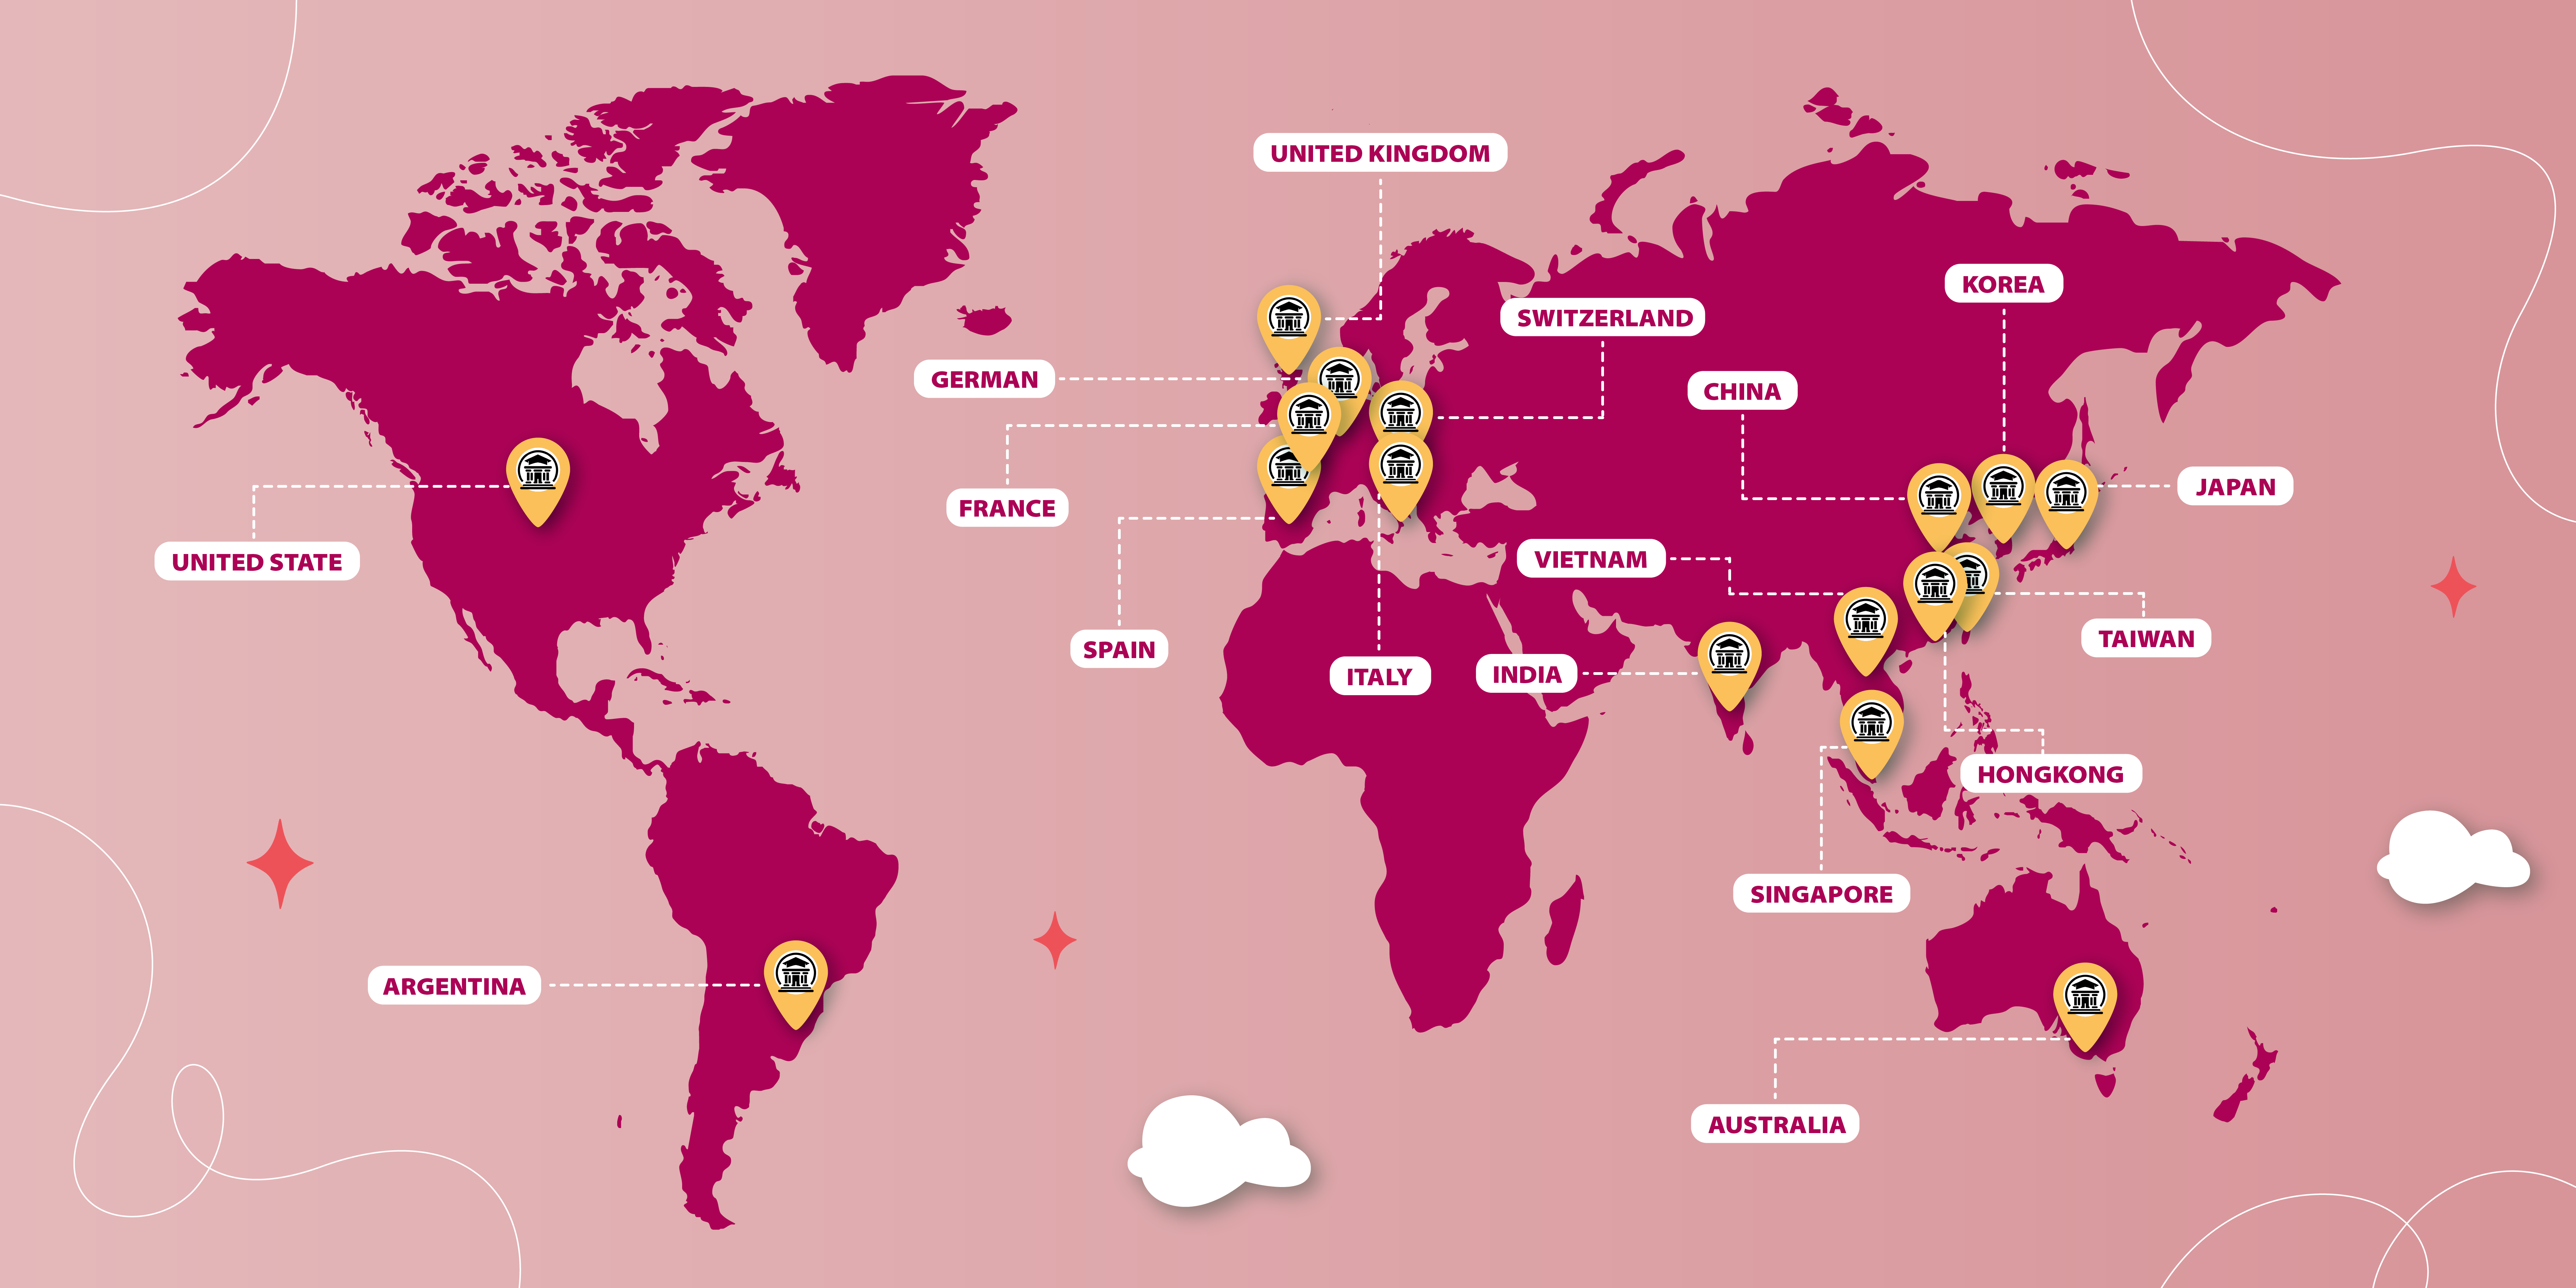 UNITED KINGDOM
KOREA
SWITZERLAND
GERMAN
CHINA
JAPAN
FRANCE
UNITED STATE
VIETNAM
TAIWAN
SPAIN
ITALY
INDIA
HONGKONG
SINGAPORE
ARGENTINA
AUSTRALIA